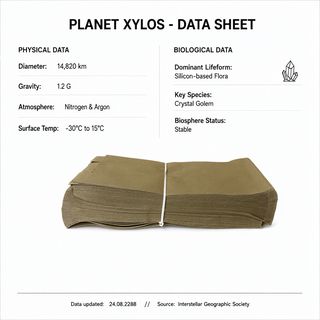 PLANET XYLOS - DATA SHEET
PHYSICAL DATA
Diameter: 14,820 km
Gravity: 1.2 G
Atmosphere: Nitrogen & Argon
Surface Temp: -30°C to 15°C
BIOLOGICAL DATA
Dominant Lifeform:
Silicon-based Flora
Key Species:
Crystal Golem
Biosphere Status:
Stable
Data updated: 24.08.2288 // Source: Interstellar Geographic Society